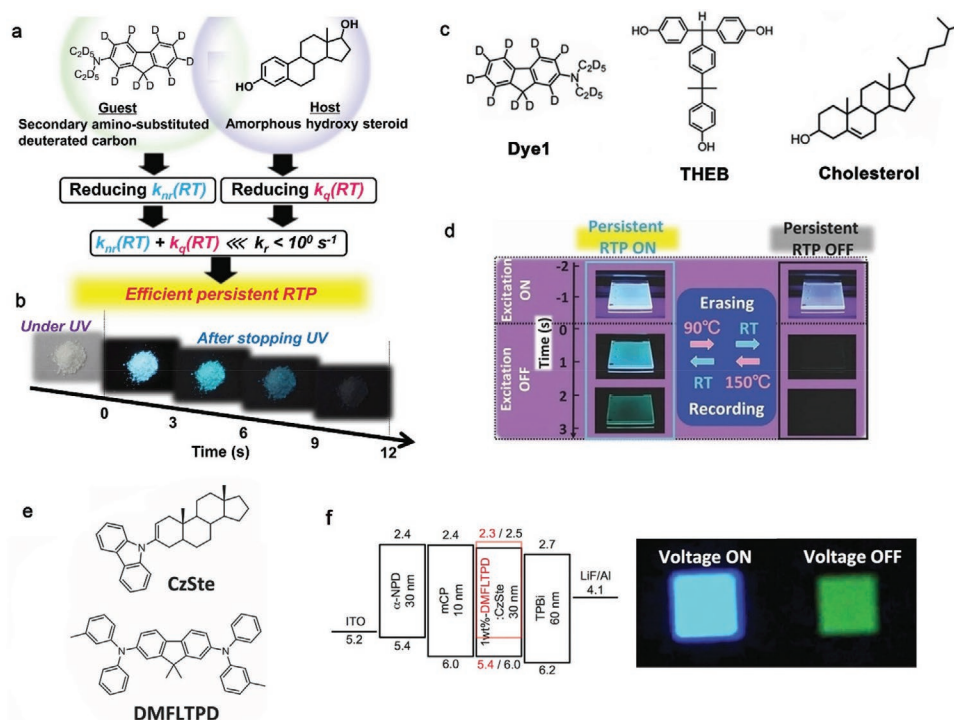 a
OH
D D D D
C₂D₅
N
C₂D₅
D D D D D
HO
Guest
Secondary amino-substituted
deuterated carbon
Host
Amorphous hydroxy steroid
Reducing knr(RT)
Reducing kq(RT)
knr(RT) + kq(RT) <<< kr < 10⁰ s⁻¹
Efficient persistent RTP
b
Under UV
After stopping UV
0
3
6
9
12
Time (s)
c
D D D D
C₂D₅
N
C₂D₅
D D D D D
Dye1
HO
H
OH
OH
THEB
HO
Cholesterol
d
Persistent
RTP ON
Persistent
RTP OFF
Excitation
ON
Excitation
OFF
Time (s)
-2
-1
0
1
2
3
Erasing
90℃
RT
RT
150℃
Recording
e
N
CzSte
N
N
DMFLTPD
f
ITO
5.2
2.4
α-NPD
30 nm
5.4
2.4
mCP
10 nm
6.0
2.3 / 2.5
1wt%-DMFLTPD
:CzSte
30 nm
5.4 / 6.0
2.7
TPBi
60 nm
6.2
LiF/Al
4.1
Voltage ON
Voltage OFF